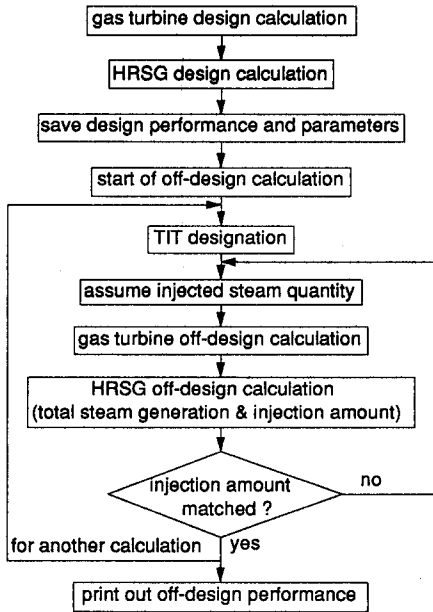 gas turbine design calculation
HRSG design calculation
save design performance and parameters
start of off-design calculation
TIT designation
assume injected steam quantity
gas turbine off-design calculation
HRSG off-design calculation
(total steam generation & injection amount)
injection amount
matched ?
no
for another calculation
yes
print out off-design performance